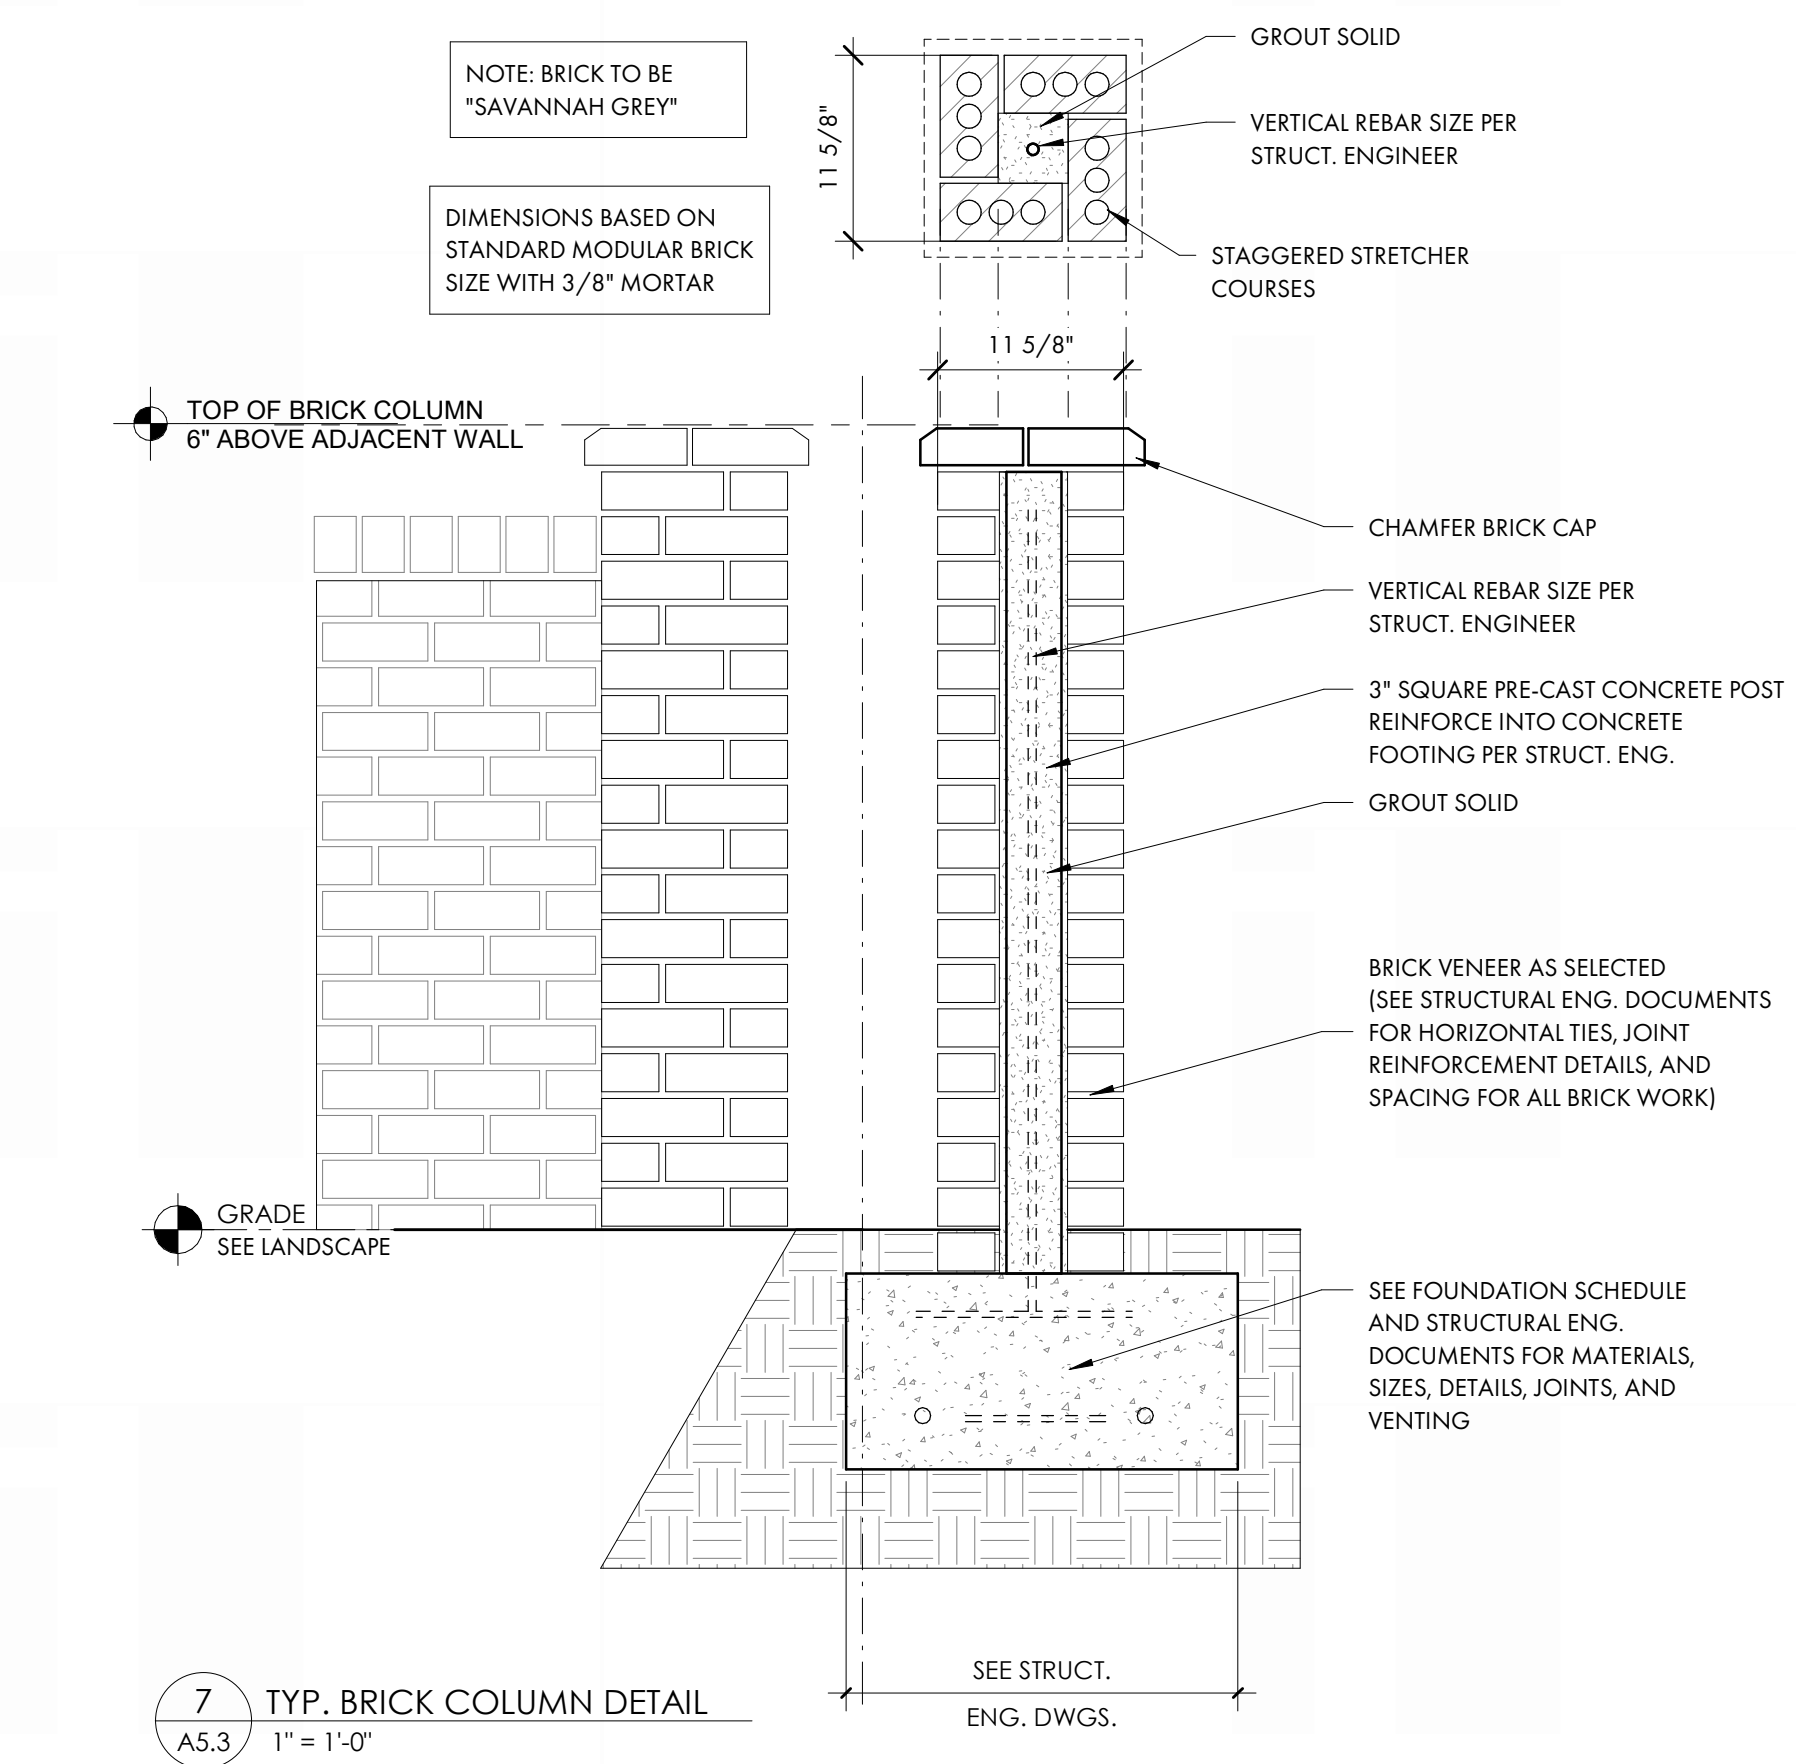 NOTE: BRICK TO BE
"SAVANNAH GREY"
DIMENSIONS BASED ON
STANDARD MODULAR BRICK
SIZE WITH 3/8" MORTAR
11 5/8"
GROUT SOLID
VERTICAL REBAR SIZE PER
STRUCT. ENGINEER
STAGGERED STRETCHER
COURSES
11 5/8"
TOP OF BRICK COLUMN
6" ABOVE ADJACENT WALL
CHAMFER BRICK CAP
VERTICAL REBAR SIZE PER
STRUCT. ENGINEER
3" SQUARE PRE-CAST CONCRETE POST
REINFORCE INTO CONCRETE
FOOTING PER STRUCT. ENG.
GROUT SOLID
BRICK VENEER AS SELECTED
(SEE STRUCTURAL ENG. DOCUMENTS
FOR HORIZONTAL TIES, JOINT
REINFORCEMENT DETAILS, AND
SPACING FOR ALL BRICK WORK)
GRADE
SEE LANDSCAPE
SEE FOUNDATION SCHEDULE
AND STRUCTURAL ENG.
DOCUMENTS FOR MATERIALS,
SIZES, DETAILS, JOINTS, AND
VENTING
SEE STRUCT.
ENG. DWGS.
7
A5.3
TYP. BRICK COLUMN DETAIL
1" = 1'-0"